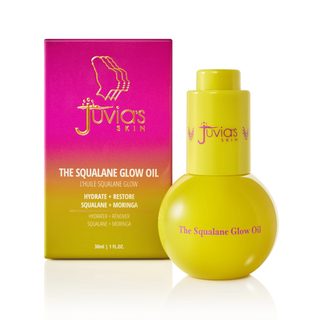 Juvia's
SKIN
THE SQUALANE GLOW OIL
L'HUILE SQUALANE GLOW
HYDRATE + RESTORE
SQUALANE + MORINGA
HYDRATER + RÉNOVER
SQUALANE + MORINGA
30ml | 1 FL.OZ.
Juvia's
SKIN
The Squalane Glow Oil